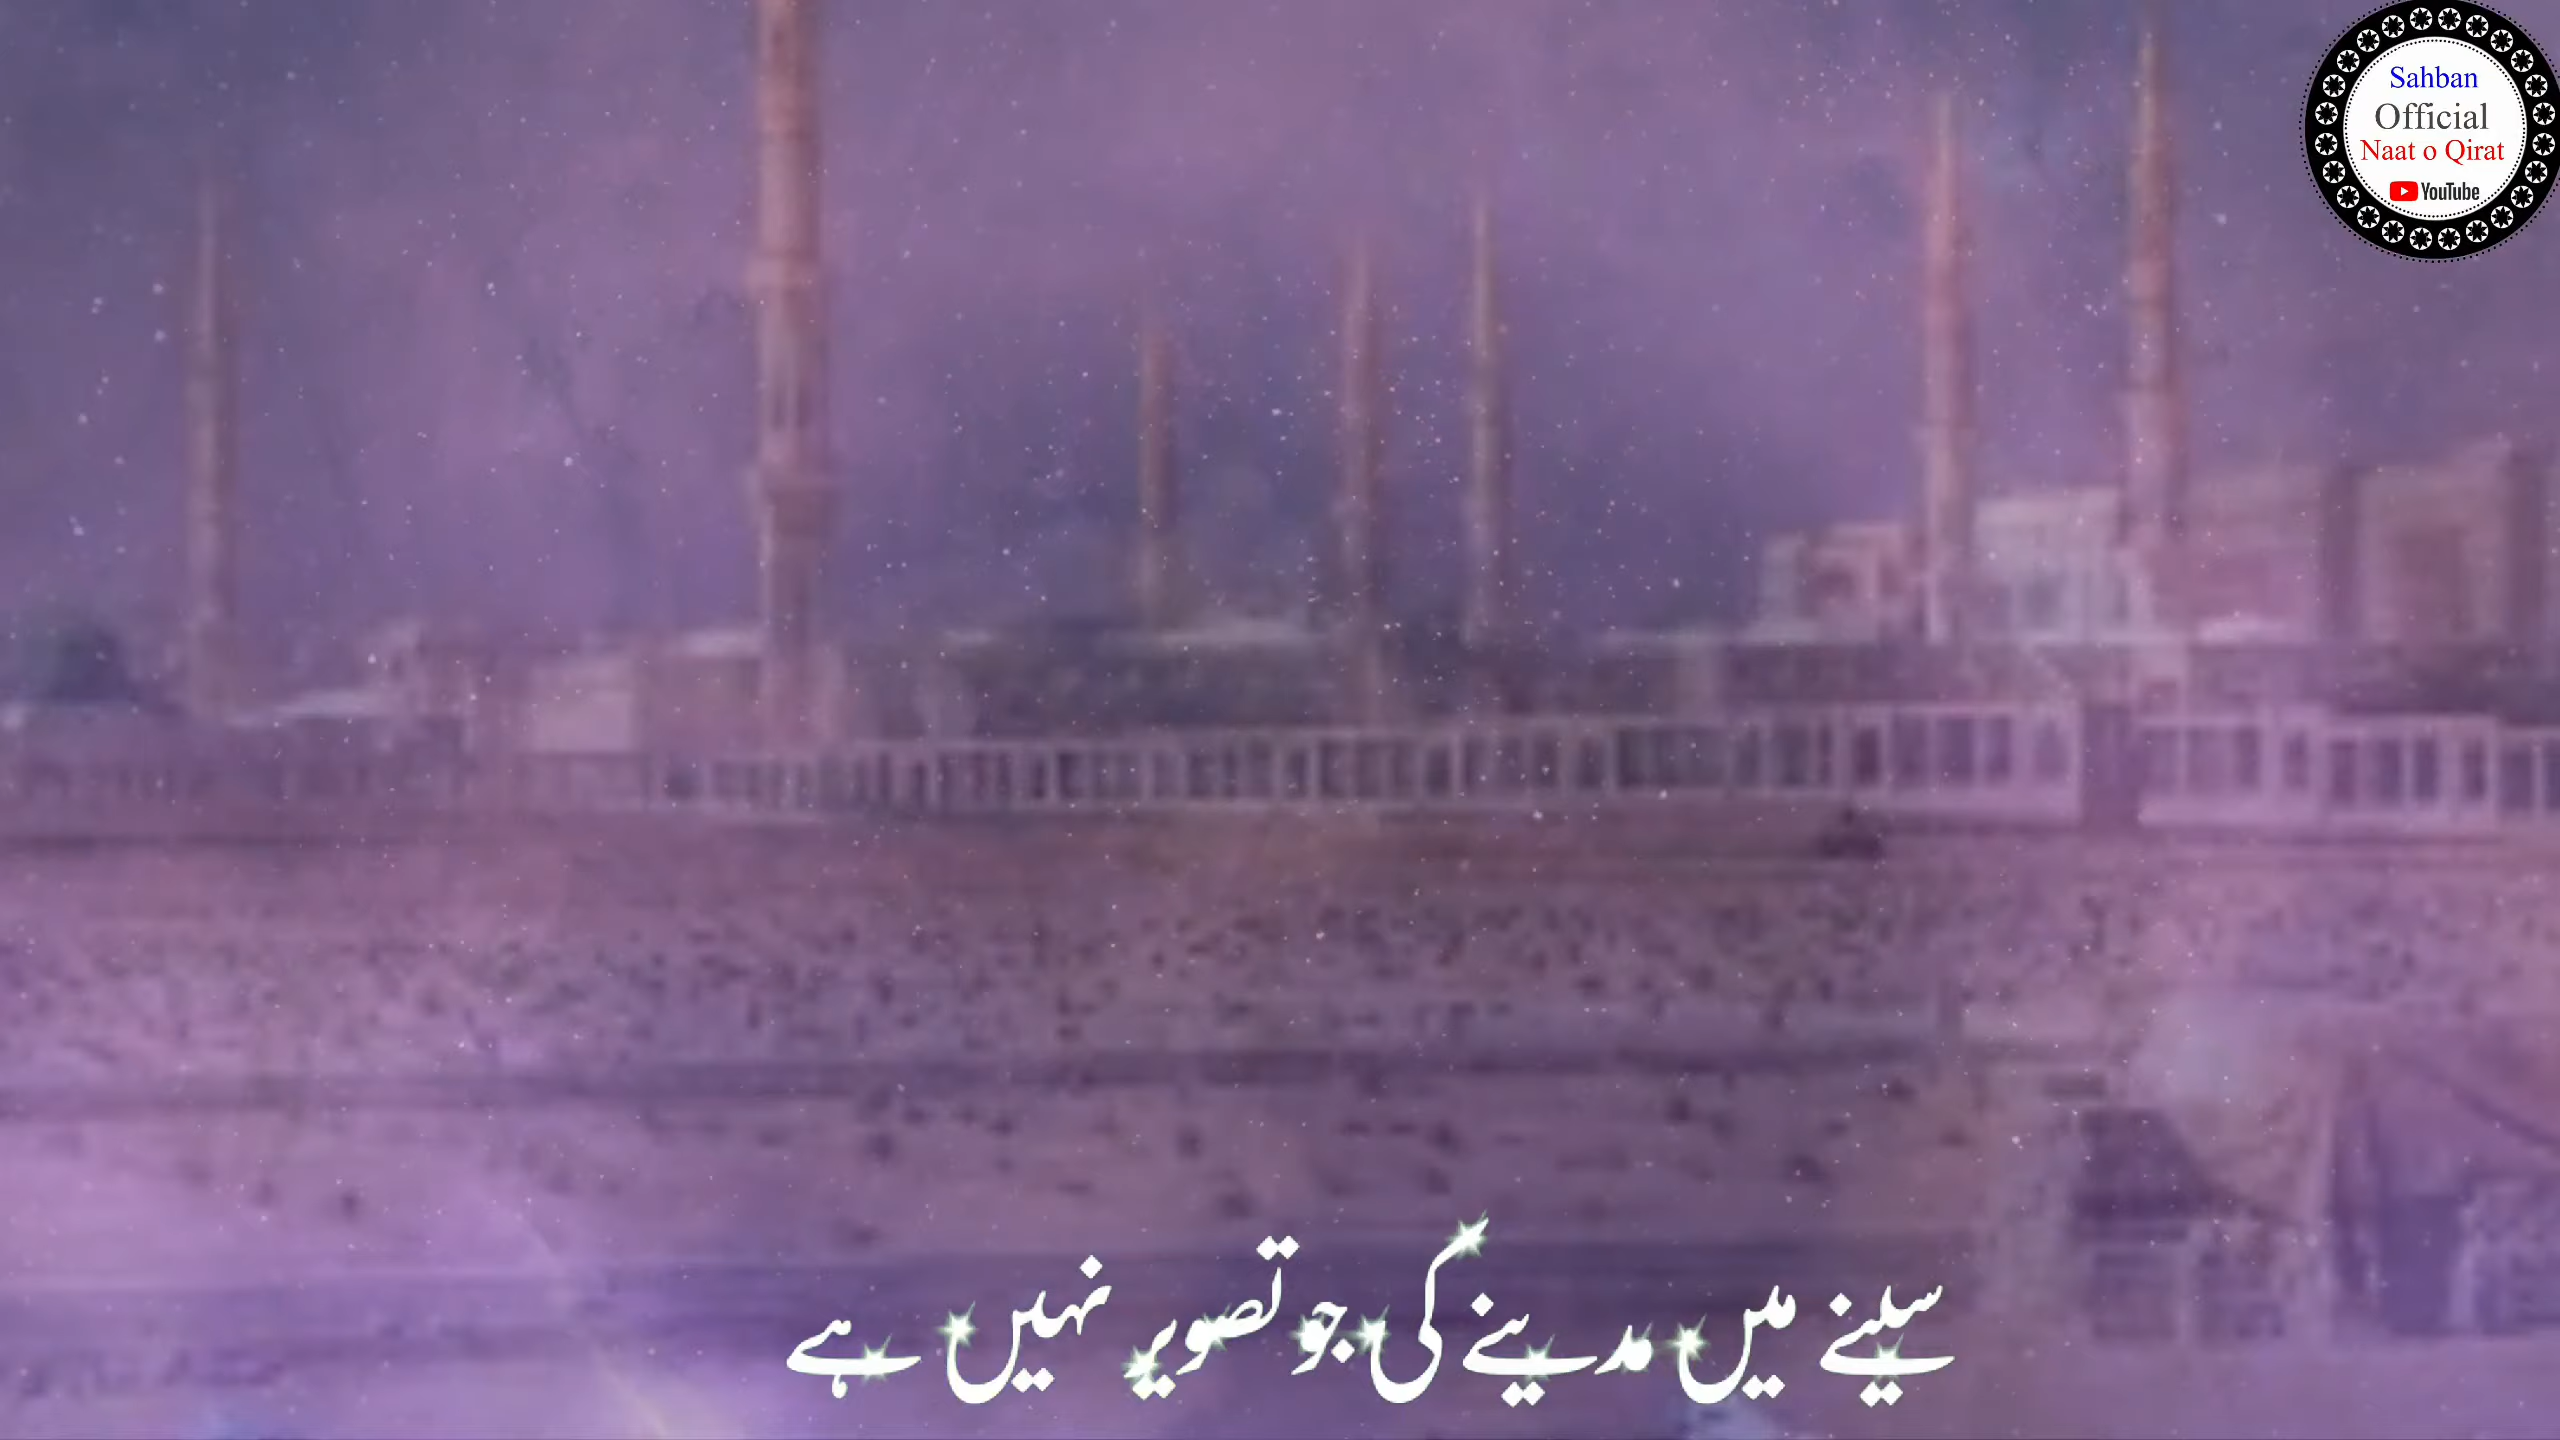 Sahban
Official
Naat o Qirat
YouTube
سینے میں مدینے کی جو تصویر نہیں ہے